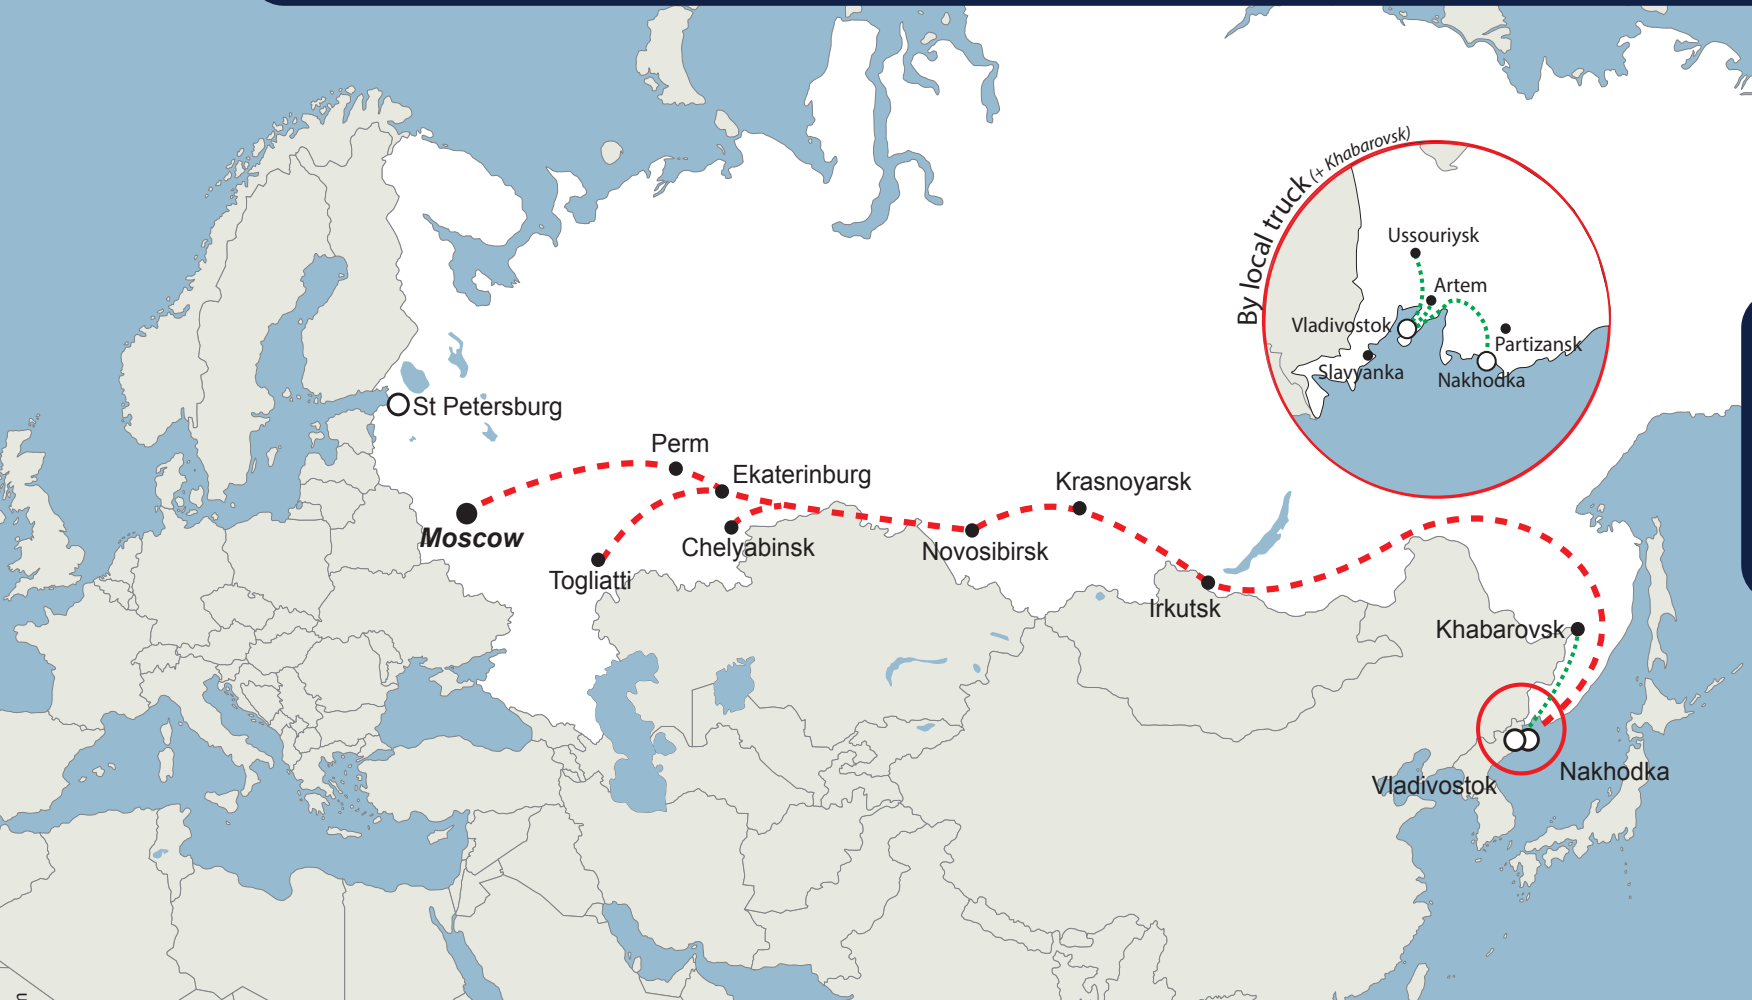 By local truck (+ Khabarovsk)
Ussouriysk
Artem
Vladivostok
Partizansk
Slavyanka
Nakhodka
St Petersburg
Perm
Ekaterinburg
Krasnoyarsk
Moscow
Chelyabinsk
Novosibirsk
Togliatti
Irkutsk
Khabarovsk
Nakhodka
Vladivostok